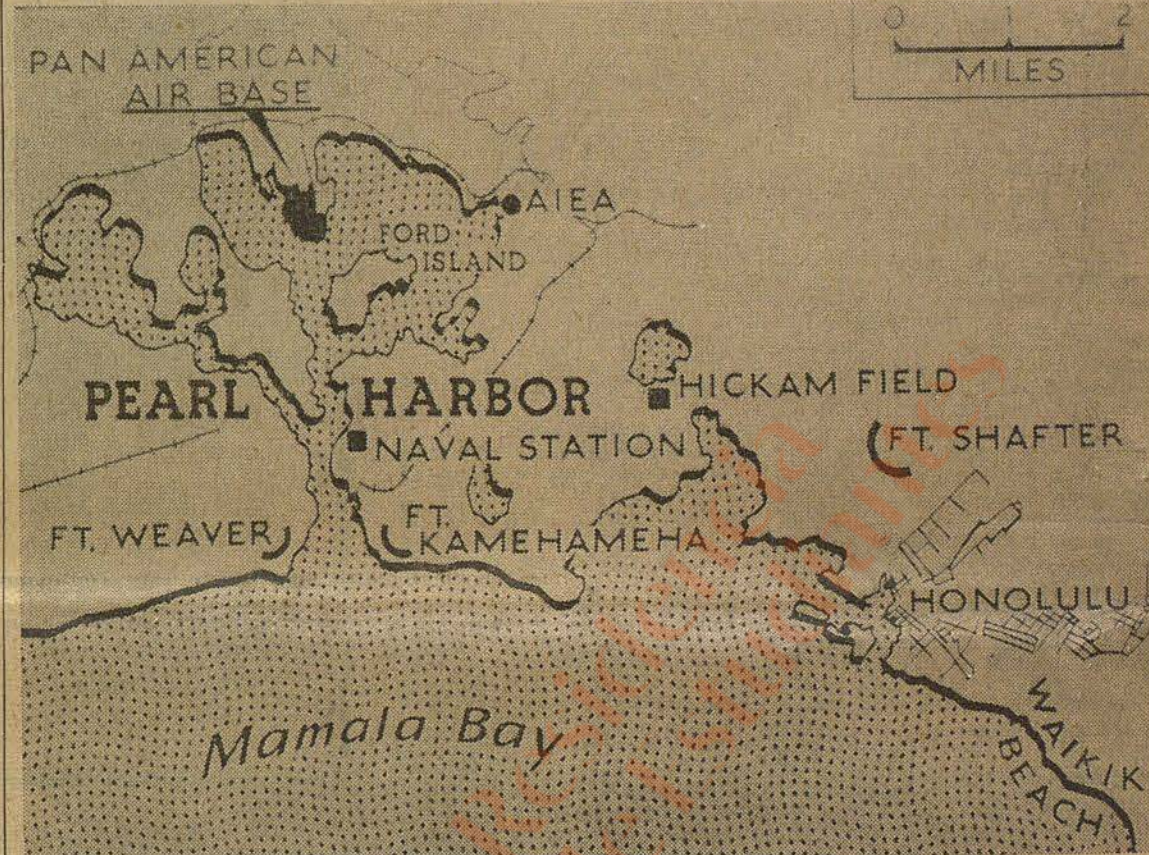 0 1 2
MILES
PAN AMERICAN
AIR BASE
AIEA
FORD
ISLAND
PEARL HARBOR
HICKAM FIELD
NAVAL STATION
FT. SHAFTER
FT. WEAVER
FT.
KAMEHAMEHA
HONOLULU
Mamala Bay
WAIKIK
BEACH